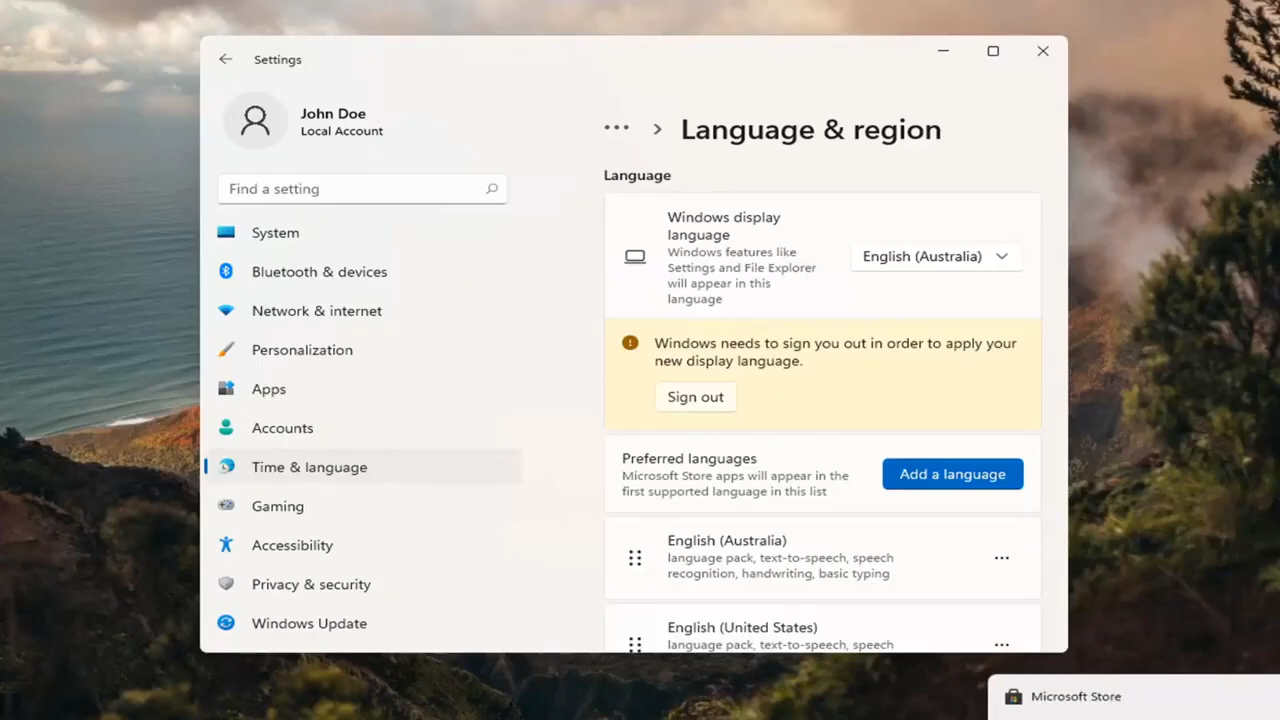 Settings
John Doe
Local Account
Find a setting
System
Bluetooth & devices
Network & internet
Personalization
Apps
Accounts
Time & language
Gaming
Accessibility
Privacy & security
Windows Update
Language & region
Language
Windows display
language
Windows features like
Settings and File Explorer
will appear in this
language
English (Australia)
Windows needs to sign you out in order to apply your
new display language.
Sign out
Preferred languages
Microsoft Store apps will appear in the
first supported language in this list
Add a language
English (Australia)
language pack, text-to-speech, speech
recognition, handwriting, basic typing
English (United States)
language pack, text-to-speech, speech
Microsoft Store